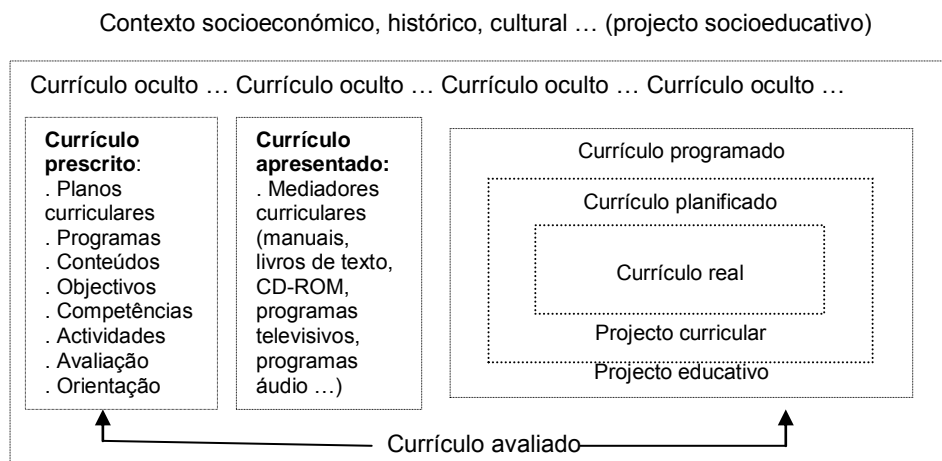 Contexto socioeconómico, histórico, cultural … (projecto socioeducativo)
Currículo oculto … Currículo oculto … Currículo oculto … Currículo oculto …
Currículo
prescrito:
. Planos
curriculares
. Programas
. Conteúdos
. Objectivos
. Competências
. Actividades
. Avaliação
. Orientação
Currículo
apresentado:
. Mediadores
curriculares
(manuais,
livros de texto,
CD-ROM,
programas
televisivos,
programas
áudio …)
Currículo programado
Currículo planificado
Currículo real
Projecto curricular
Projecto educativo
Currículo avaliado